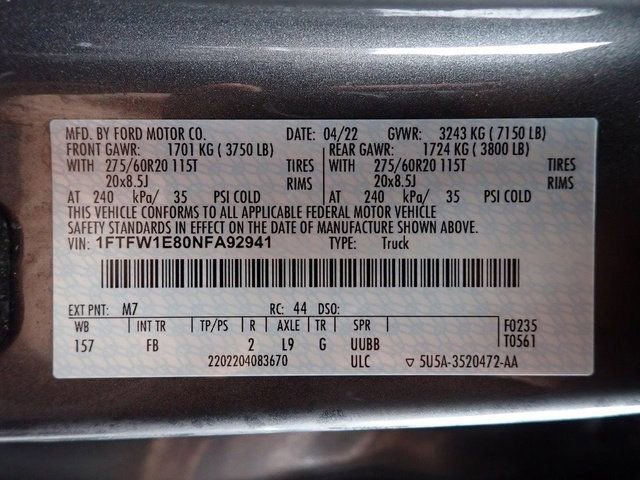 MFD. BY FORD MOTOR CO. DATE: 04/22 GVWR: 3243 KG ( 7150 LB)
FRONT GAWR: 1701 KG ( 3750 LB) REAR GAWR: 1724 KG ( 3800 LB)
WITH 275/60R20 115T TIRES WITH 275/60R20 115T TIRES
20x8.5J RIMS 20x8.5J RIMS
AT 240 kPa/ 35 PSI COLD AT 240 kPa/ 35 PSI COLD
THIS VEHICLE CONFORMS TO ALL APPLICABLE FEDERAL MOTOR VEHICLE
SAFETY STANDARDS IN EFFECT ON THE DATE OF MANUFACTURE SHOWN ABOVE.
VIN: 1FTFW1E80NFA92941 TYPE: Truck
EXT PNT: M7 RC: 44 DSO:
WB INT TR TP/PS R AXLE TR SPR F0235
157 FB 2 L9 G UUBB T0561
2202204083670 ULC ▽ 5U5A-3520472-AA